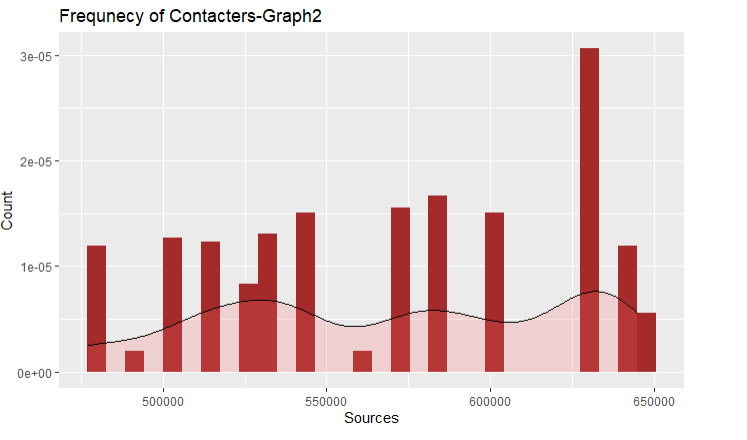 Frequnecy of Contacters-Graph2
3e-05
2e-05
Count
1e-05
0e+00
500000 550000 600000 650000
Sources